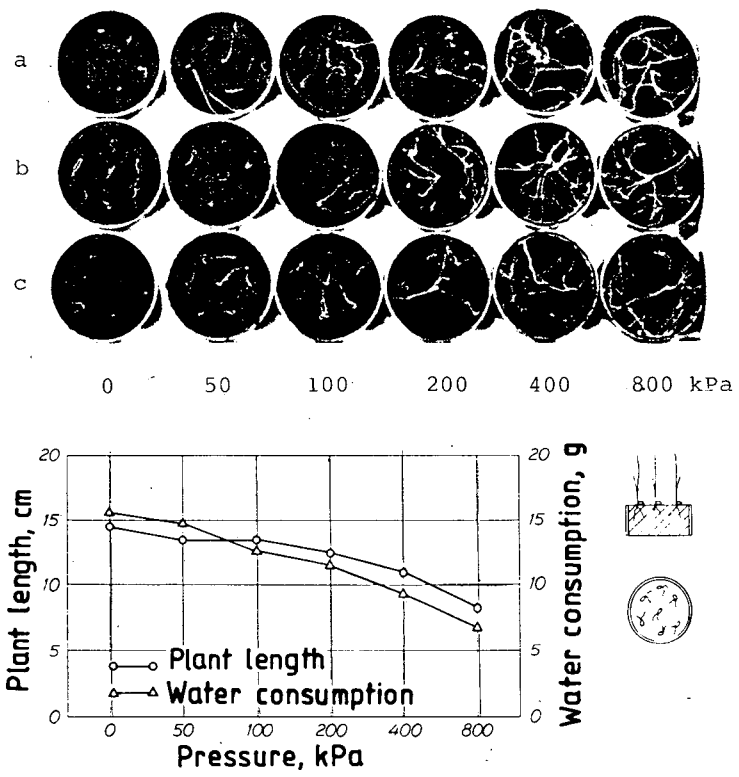 a
b
c
0 50 100 200 400 800 kPa
20 20
15 15
10 10
5 5
0 0
Plant length, cm
Water consumption, g
Plant length
Water consumption
0 50 100 200 400 800
Pressure, kPa